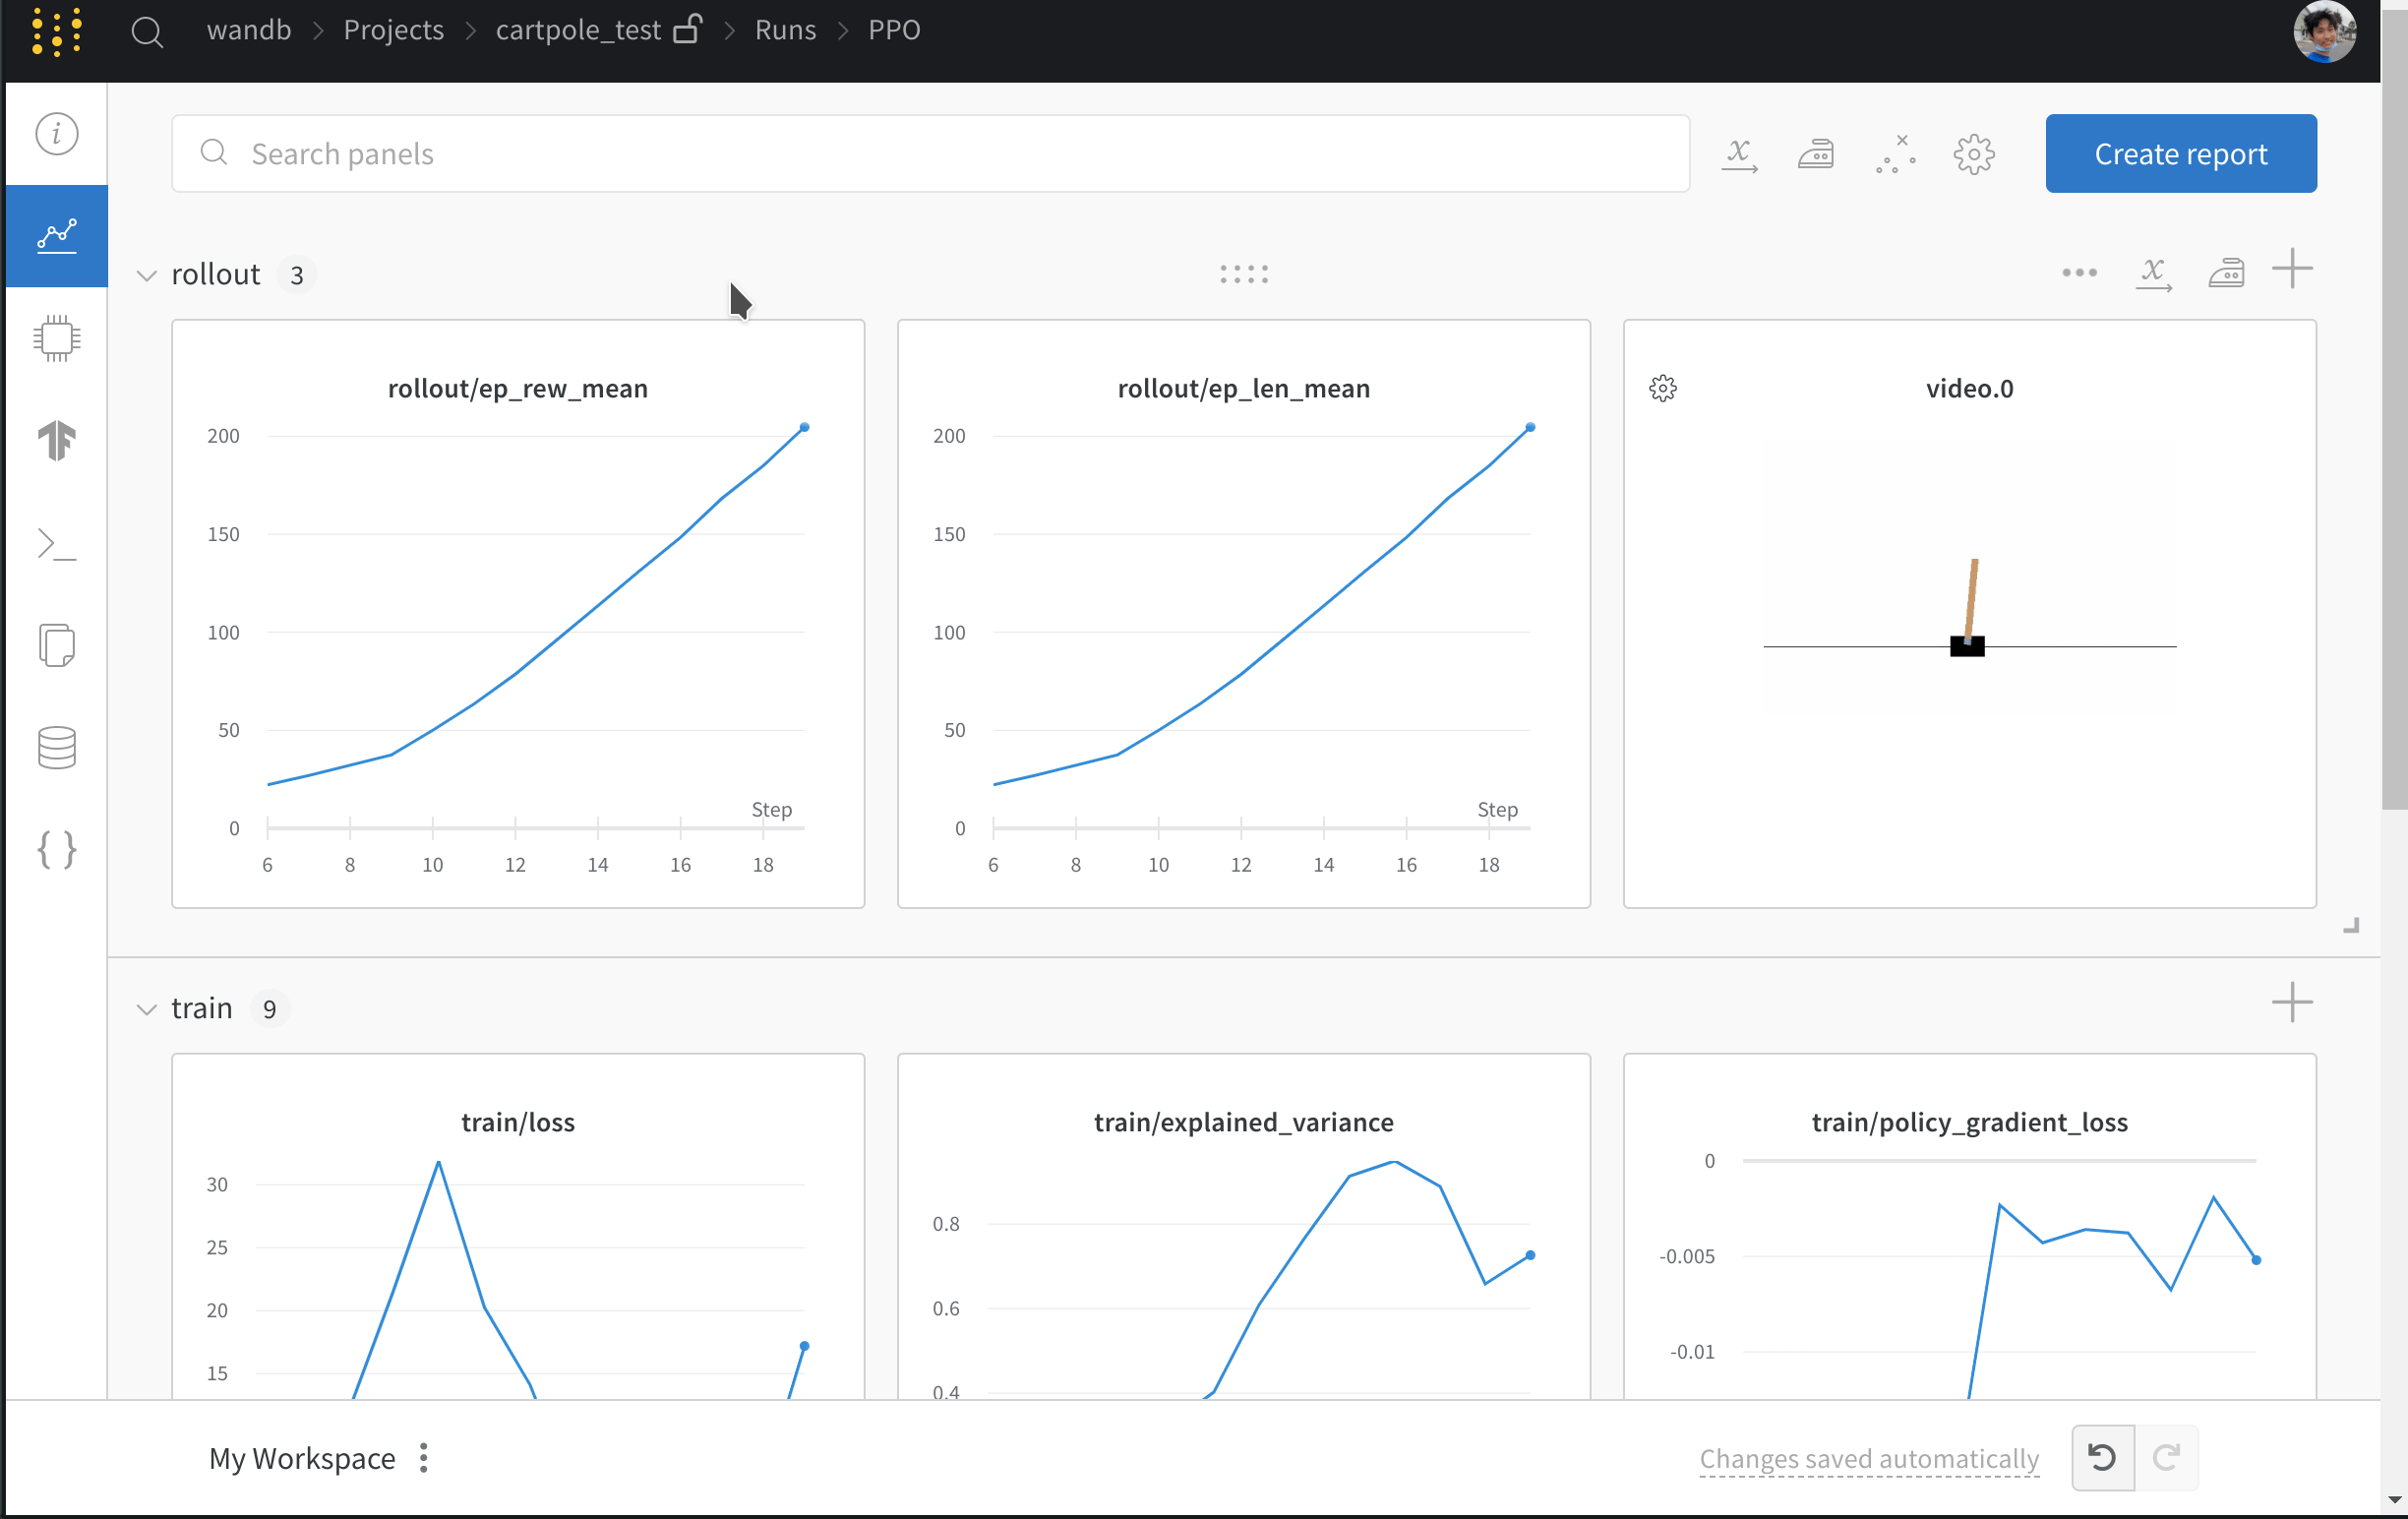 wandb > Projects > cartpole_test > Runs > PPO
Search panels
Create report
rollout 3
rollout/ep_rew_mean
200
150
100
50
0
Step
6 8 10 12 14 16 18
rollout/ep_len_mean
200
150
100
50
0
Step
6 8 10 12 14 16 18
video.0
train 9
train/loss
30
25
20
15
train/explained_variance
0.8
0.6
0.4
train/policy_gradient_loss
0
-0.005
-0.01
My Workspace
Changes saved automatically